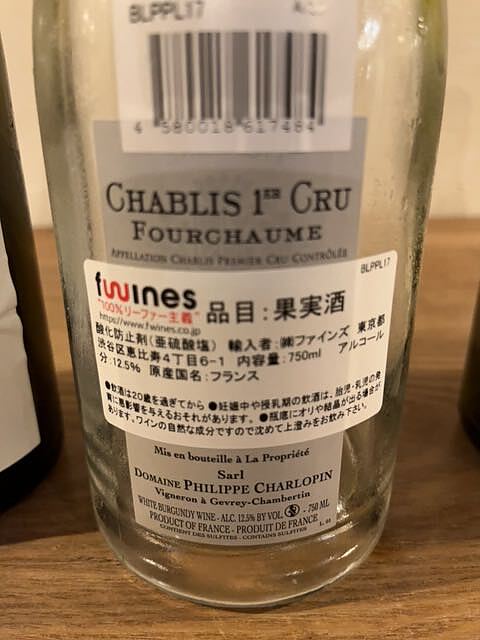 BLPPL17
4 580018 617484
CHABLIS 1ER CRU
FOURCHAUME
APPELLATION CHABLIS PREMIER CRU CONTRÔLÉE
BLPPL17
fwines
"100%リーファー主義"
https://www.fwines.co.jp
品目:果実酒
酸化防止剤(亜硫酸塩) 輸入者:㈱ファインズ 東京都
渋谷区恵比寿4丁目6-1 内容量:750ml アルコール
分:12.5% 原産国名:フランス
●飲酒は20歳を過ぎてから ●妊娠中や授乳期の飲酒は、胎児・乳児の発
育に悪影響を与えるおそれがあります。 ●瓶底にオリや結晶が出る場合が
あります。ワインの自然な成分ですので沈めて上澄みをお飲み下さい。
Mis en bouteille à La Propriété
Sarl
DOMAINE PHILIPPE CHARLOPIN
Vigneron à Gevrey-Chambertin
WHITE BURGUNDY WINE - ALC. 12.5% BY VOL. - 750 ML
PRODUCT OF FRANCE - PRODUIT DE FRANCE
CONTIENT DES SULFITES - CONTAINS SULFITES